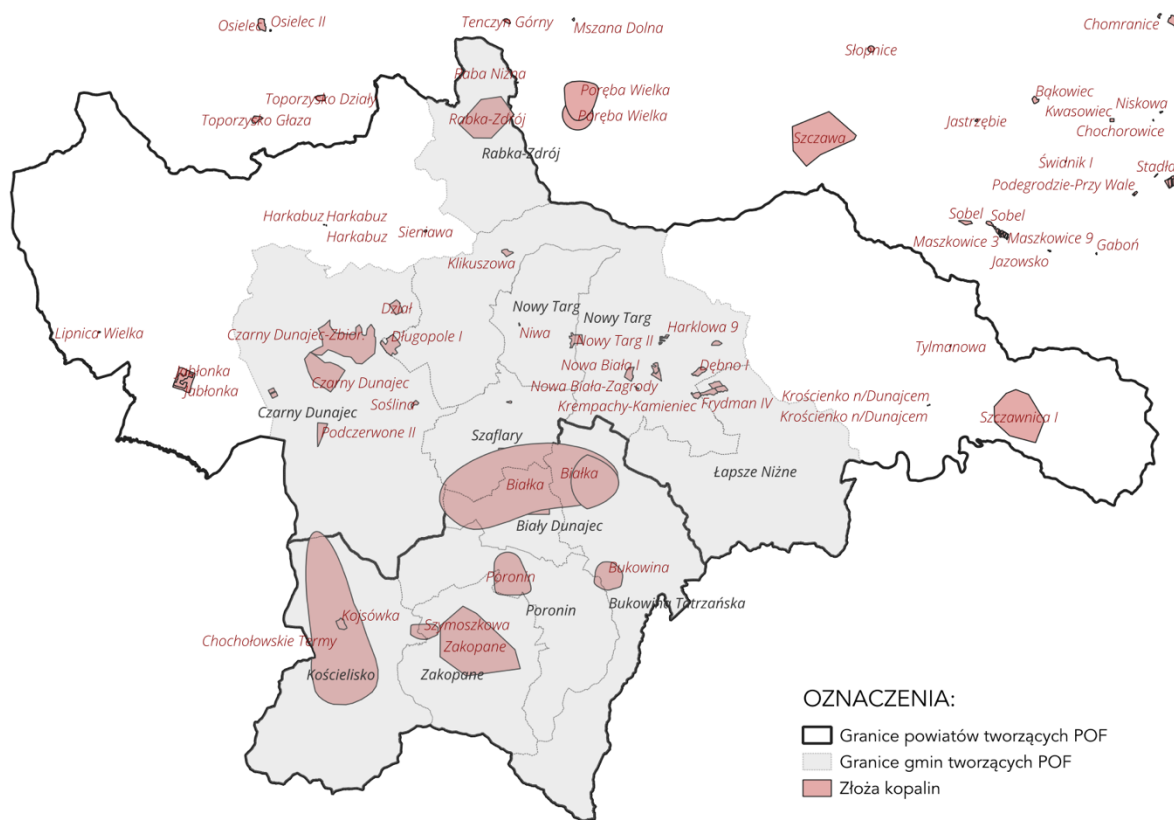 Osielec
Osielec II
Tenczyn Górny
Mszana Dolna
Chomranice
Słopnice
Raba Niżna
Poręba Wielka
Poręba Wielka
Toporzysko Działy
Toporzysko Głaza
Rabka-Zdrój
Rabka-Zdrój
Szczawa
Bąkowiec
Kwasowiec
Niskowa
Jastrzębie
Chochorowice
Świdnik I
Stadła
Podegrodzie-Przy Wale
Harkabuz
Harkabuz
Harkabuz
Sieniawa
Sobel
Sobel
Maszkowice 3
Maszkowice 9
Jazowsko
Gaboń
Klikuszowa
Dział
Nowy Targ
Nowy Targ
Lipnica Wielka
Czarny Dunajec-Zbior.
Długopole I
Niwa
Nowy Targ II
Harklowa 9
Tylmanowa
Jabłonka
Jabłonka
Czarny Dunajec
Nowa Biała I
Dębno I
Nowa Biała-Zagrody
Czarny Dunajec
Soślina
Krempachy-Kamieniec
Frydman IV
Krościenko n/Dunajcem
Krościenko n/Dunajcem
Szczawnica I
Podczerwone II
Szaflary
Białka
Białka
Łapsze Niżne
Biały Dunajec
Poronin
Bukowina
Bukowina Tatrzańska
Poronin
Kojsówka
Szymoszkowa
Chochołowskie Termy
Zakopane
Kościelisko
Zakopane
OZNACZENIA:
Granice powiatów tworzących POF
Granice gmin tworzących POF
Złoża kopalin